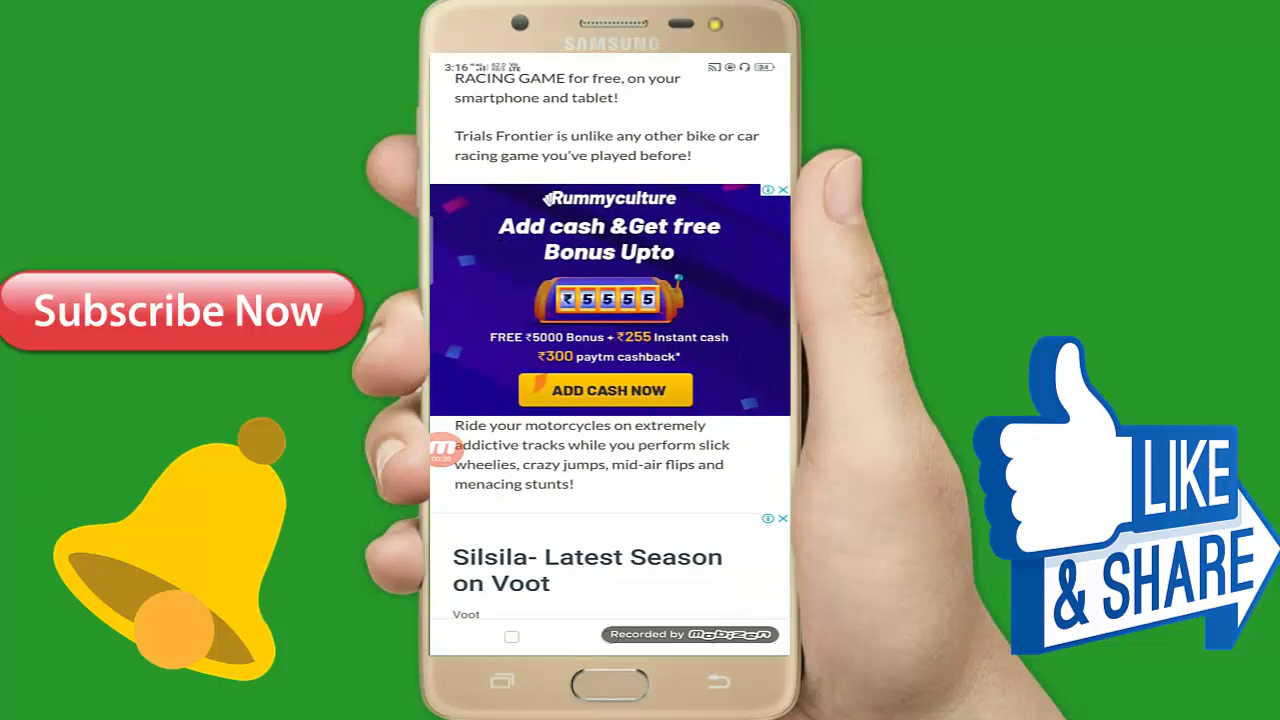 SAMSUNG
3:16
RACING GAME for free, on your
smartphone and tablet!
Trials Frontier is unlike any other bike or car
racing game you've played before!
Rummyculture
Add cash &Get free
Bonus Upto
₹5555
FREE ₹5000 Bonus + ₹255 Instant cash
₹300 paytm cashback*
ADD CASH NOW
Ride your motorcycles on extremely
addictive tracks while you perform slick
wheelies, crazy jumps, mid-air flips and
menacing stunts!
Silsila- Latest Season
on Voot
Voot
Recorded by mobizen
Subscribe Now
LIKE
& SHARE